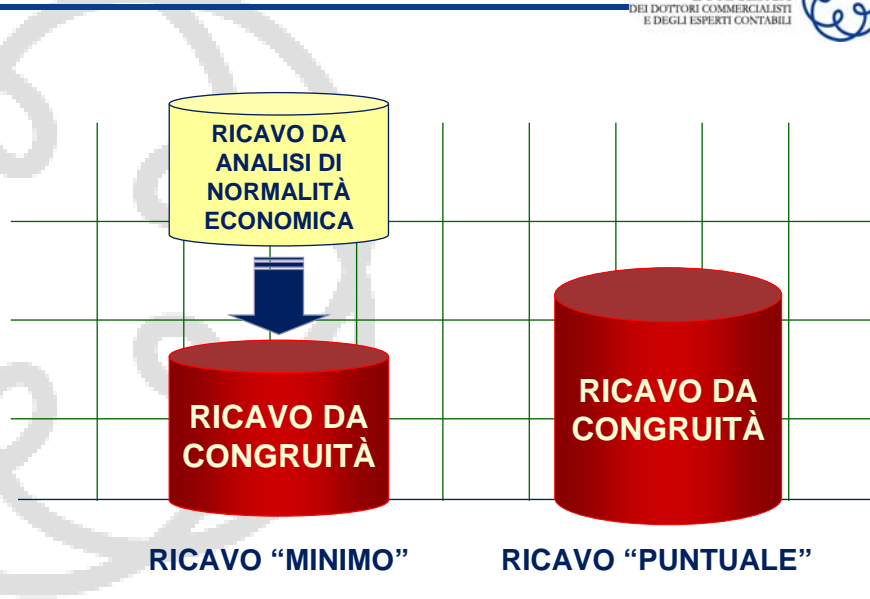 DEI DOTTORI COMMERCIALISTI
E DEGLI ESPERTI CONTABILI
RICAVO DA
ANALISI DI
NORMALITÀ
ECONOMICA
RICAVO DA
CONGRUITÀ
RICAVO DA
CONGRUITÀ
RICAVO “MINIMO”
RICAVO “PUNTUALE”